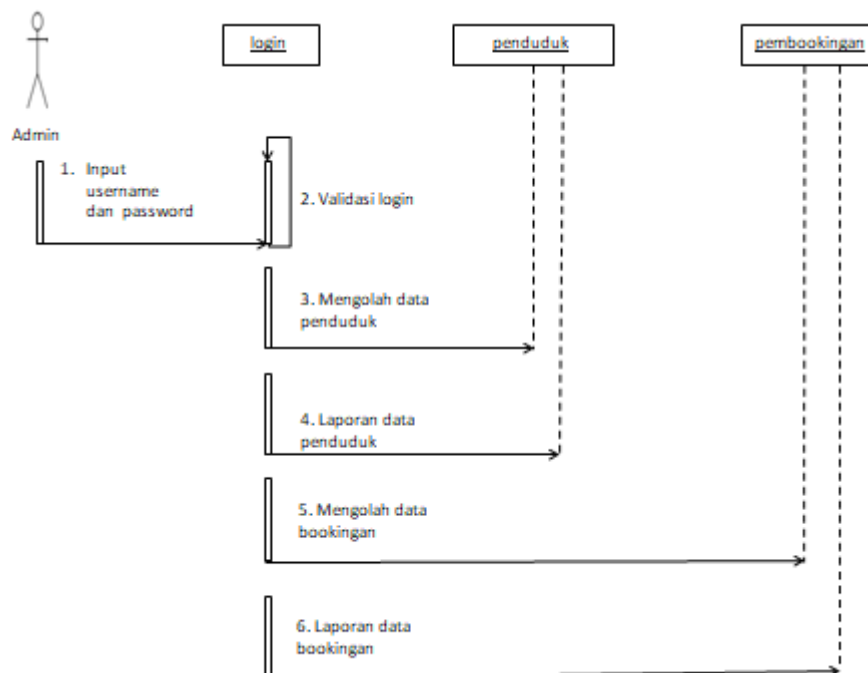 login
penduduk
pembookingan
Admin
1. Input
username
dan password
2. Validasi login
3. Mengolah data
penduduk
4. Laporan data
penduduk
5. Mengolah data
bookingan
6. Laporan data
bookingan